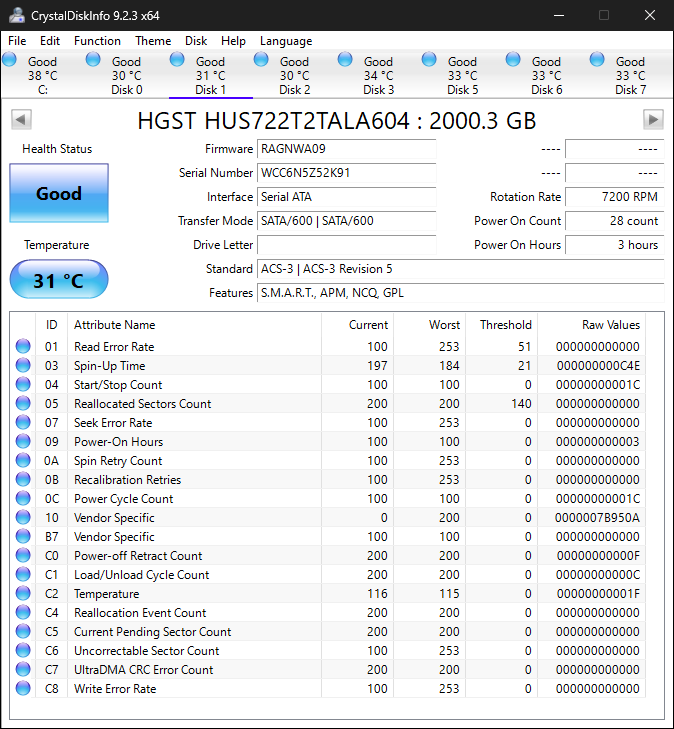 CrystalDiskInfo 9.2.3 x64
File Edit Function Theme Disk Help Language
Good Good Good Good Good Good Good Good
38 °C 30 °C 31 °C 30 °C 34 °C 33 °C 33 °C 33 °C
C: Disk 0 Disk 1 Disk 2 Disk 3 Disk 5 Disk 6 Disk 7
HGST HUS722T2TALA604 : 2000.3 GB
Health Status Firmware RAGNWA09 ---- ----
Good Serial Number WCC6N5Z52K91 ---- ----
Interface Serial ATA Rotation Rate 7200 RPM
Transfer Mode SATA/600 | SATA/600 Power On Count 28 count
Temperature Drive Letter Power On Hours 3 hours
31 °C Standard ACS-3 | ACS-3 Revision 5
Features S.M.A.R.T., APM, NCQ, GPL
ID Attribute Name Current Worst Threshold Raw Values
01 Read Error Rate 100 253 51 000000000000
03 Spin-Up Time 197 184 21 000000000C4E
04 Start/Stop Count 100 100 0 00000000001C
05 Reallocated Sectors Count 200 200 140 000000000000
07 Seek Error Rate 100 253 0 000000000000
09 Power-On Hours 100 100 0 000000000003
0A Spin Retry Count 100 253 0 000000000000
0B Recalibration Retries 100 253 0 000000000000
0C Power Cycle Count 100 100 0 00000000001C
10 Vendor Specific 0 200 0 0000007B950A
B7 Vendor Specific 100 100 0 000000000000
C0 Power-off Retract Count 200 200 0 00000000000F
C1 Load/Unload Cycle Count 200 200 0 00000000000C
C2 Temperature 116 115 0 00000000001F
C4 Reallocation Event Count 200 200 0 000000000000
C5 Current Pending Sector Count 200 200 0 000000000000
C6 Uncorrectable Sector Count 100 253 0 000000000000
C7 UltraDMA CRC Error Count 200 200 0 000000000000
C8 Write Error Rate 100 253 0 000000000000